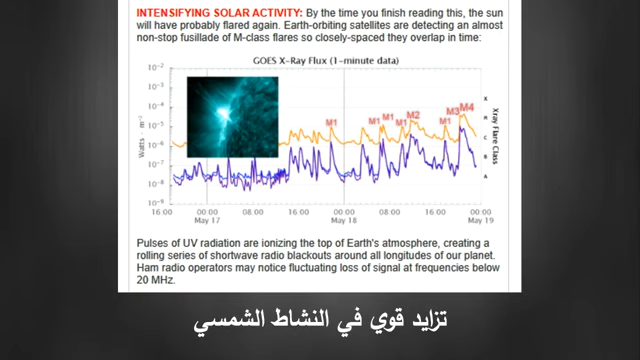 INTENSIFYING SOLAR ACTIVITY: By the time you finish reading this, the sun
will have probably flared again. Earth-orbiting satellites are detecting an almost
non-stop fusillade of M-class flares so closely-spaced they overlap in time:
GOES X-Ray Flux (1-minute data)
10⁻²
10⁻³
10⁻⁴
10⁻⁵
10⁻⁶
10⁻⁷
10⁻⁸
10⁻⁹
Watts · m⁻²
M1
M1
M1
M1
M2
M1
M3
M4
X
M
C
B
A
Xray Flare Class
16:00 00:00 08:00 16:00 00:00 08:00 16:00 00:00
May 17 May 18 May 19
Pulses of UV radiation are ionizing the top of Earth's atmosphere, creating a
rolling series of shortwave radio blackouts around all longitudes of our planet.
Ham radio operators may notice fluctuating loss of signal at frequencies below
20 MHz.
تزايد قوي في النشاط الشمسي